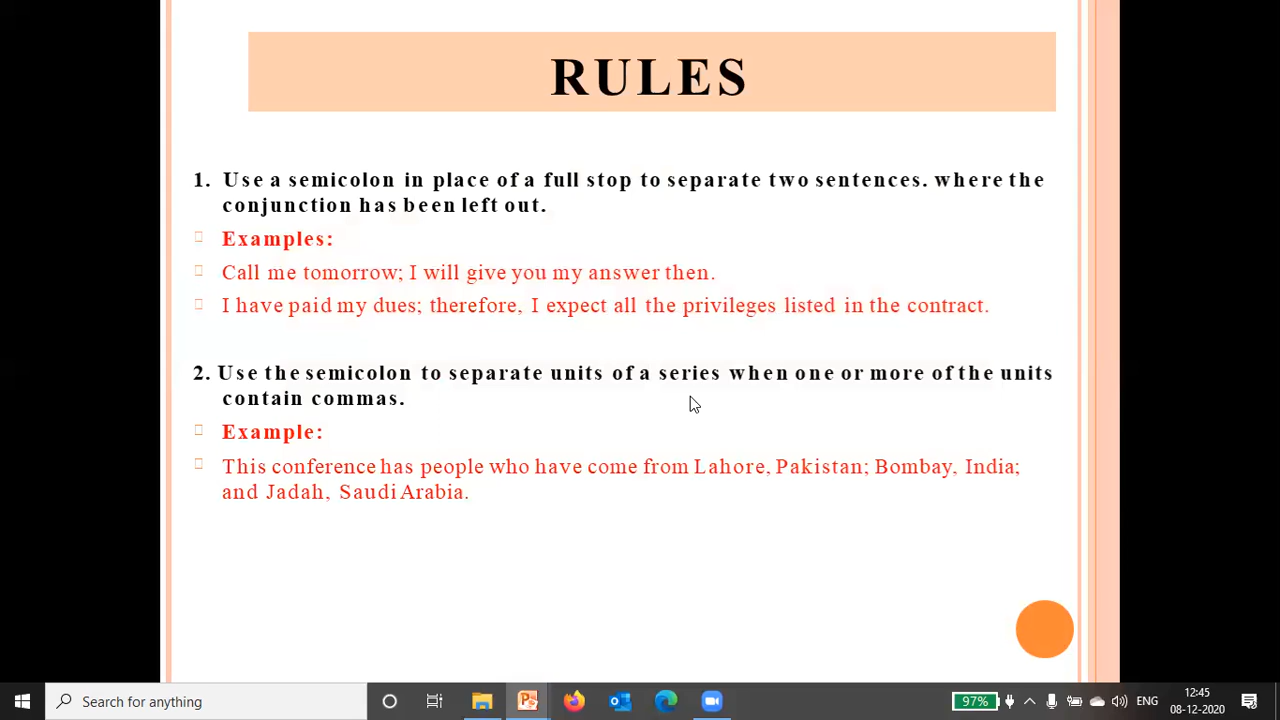 RULES
1. Use a semicolon in place of a full stop to separate two sentences. where the
conjunction has been left out.
Examples:
Call me tomorrow; I will give you my answer then.
I have paid my dues; therefore, I expect all the privileges listed in the contract.
2. Use the semicolon to separate units of a series when one or more of the units
contain commas.
Example:
This conference has people who have come from Lahore, Pakistan; Bombay, India;
and Jadah, Saudi Arabia.
Search for anything
97%
ENG
12:45
08-12-2020